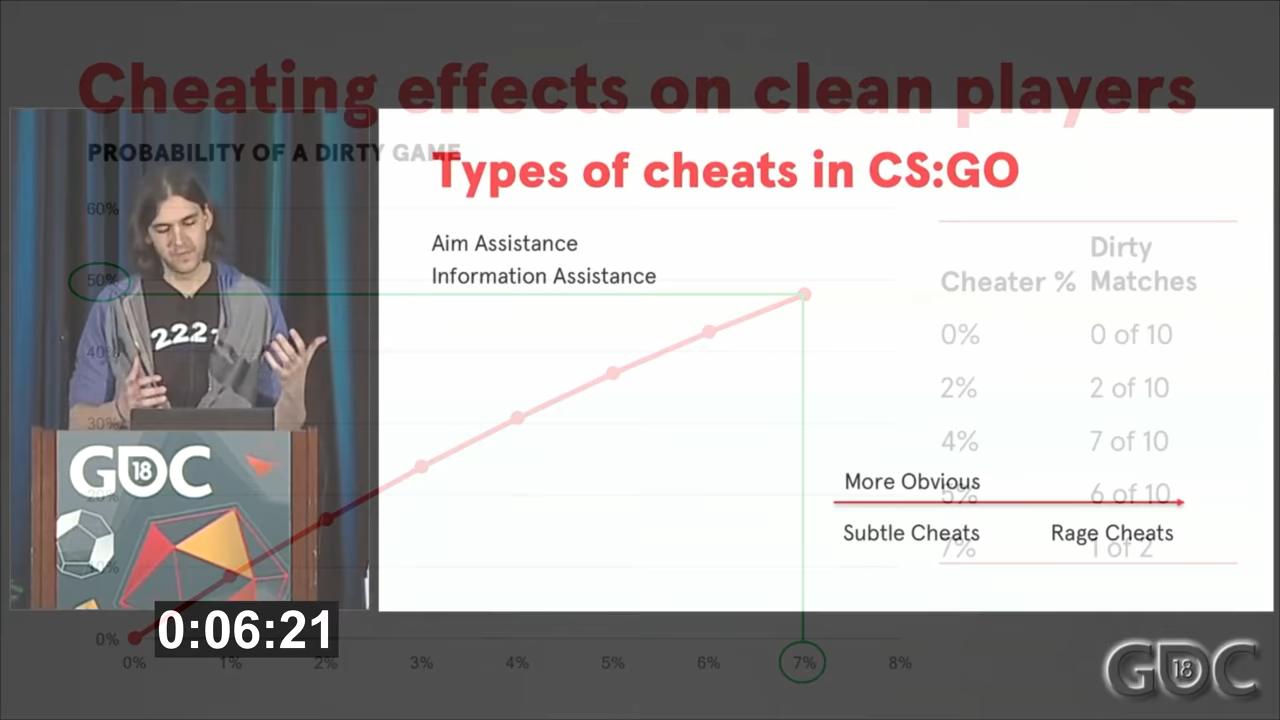 Cheating effects on clean players
PROBABILITY OF A DIRTY GAME
Types of cheats in CS:GO
Aim Assistance
Information Assistance
60%
50%
40%
30%
20%
10%
0%
0% 1% 2% 3% 4% 5% 6% 7% 8%
Cheater % Dirty Matches
0% 0 of 10
2% 2 of 10
4% 7 of 10
5% 6 of 10
7% 1 of 2
More Obvious
Subtle Cheats Rage Cheats
222
GDC 18
0:06:21
GDC 18